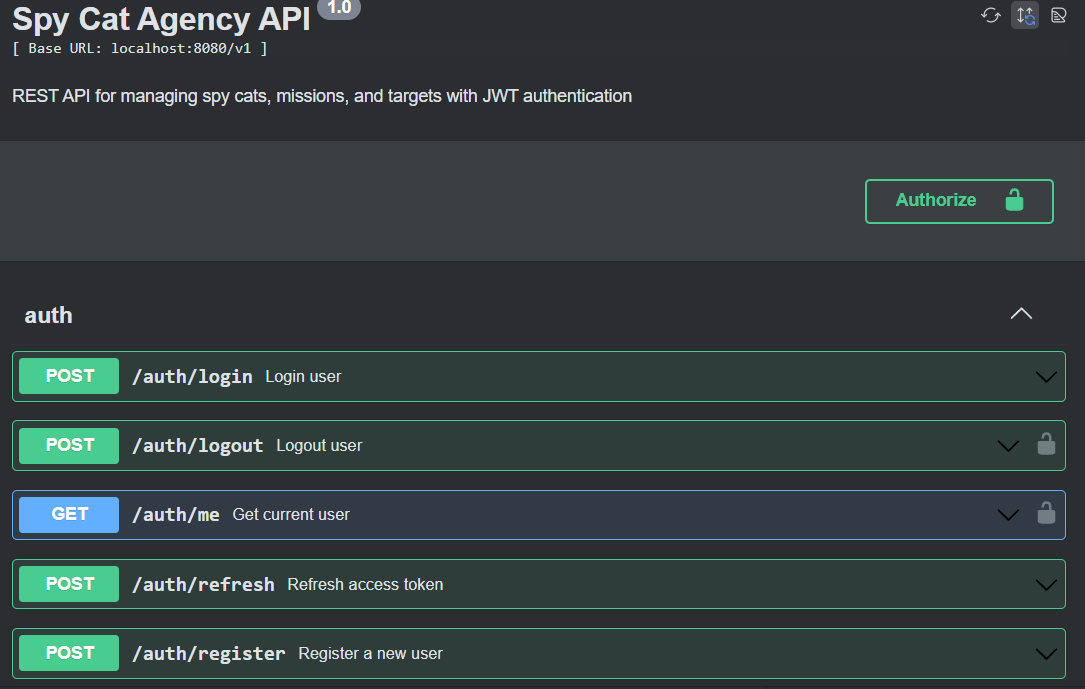 Spy Cat Agency API 1.0
[ Base URL: localhost:8080/v1 ]
REST API for managing spy cats, missions, and targets with JWT authentication
Authorize
auth
POST /auth/login Login user
POST /auth/logout Logout user
GET /auth/me Get current user
POST /auth/refresh Refresh access token
POST /auth/register Register a new user